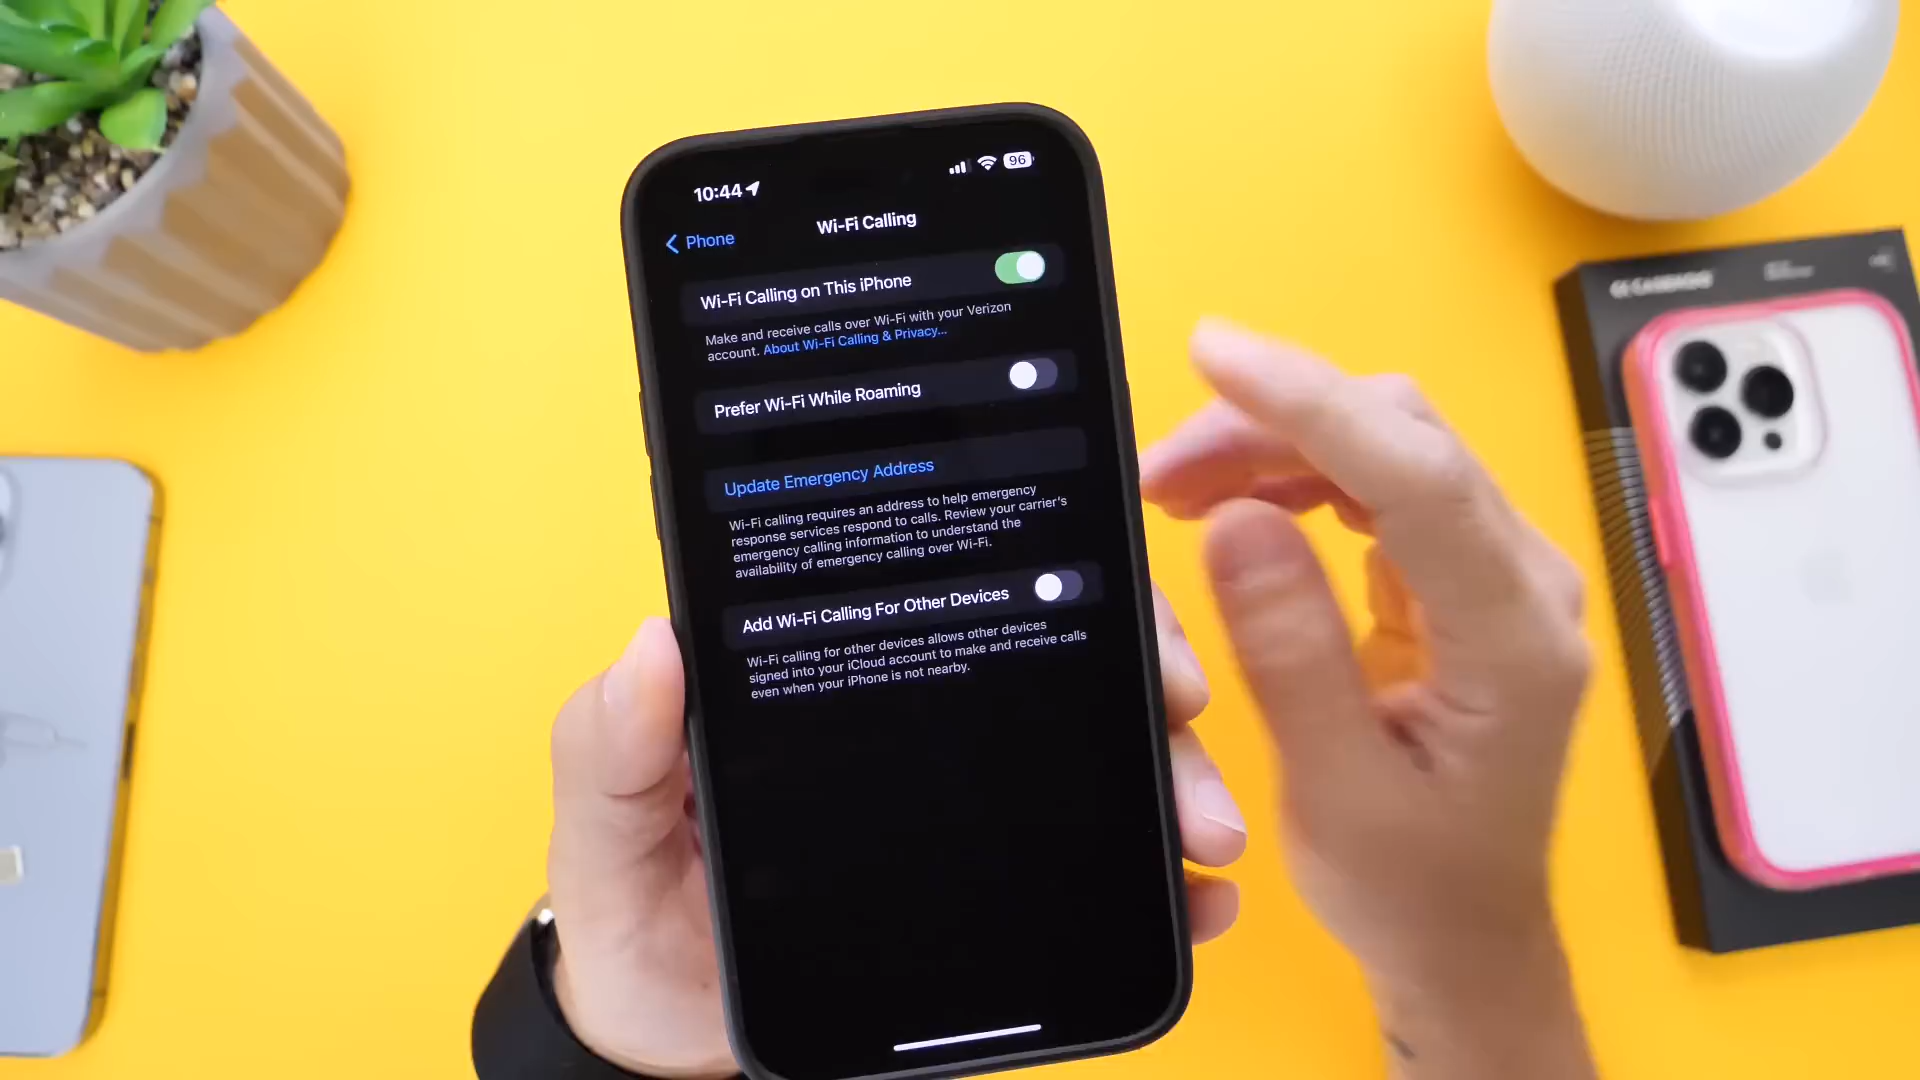 10:44
96
Phone
Wi-Fi Calling
Wi-Fi Calling on This iPhone
Make and receive calls over Wi-Fi with your Verizon
account. About Wi-Fi Calling & Privacy...
Prefer Wi-Fi While Roaming
Update Emergency Address
Wi-Fi calling requires an address to help emergency
response services respond to calls. Review your carrier's
emergency calling information to understand the
availability of emergency calling over Wi-Fi.
Add Wi-Fi Calling For Other Devices
Wi-Fi calling for other devices allows other devices
signed into your iCloud account to make and receive calls
even when your iPhone is not nearby.